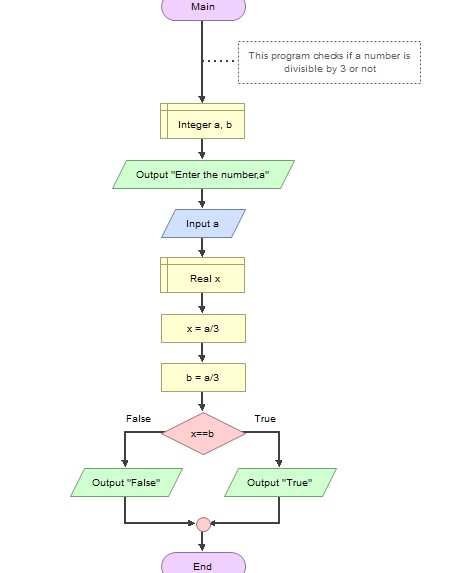 Main
This program checks if a number is
divisible by 3 or not
Integer a, b
Output "Enter the number,a"
Input a
Real x
x = a/3
b = a/3
False
True
x==b
Output "False"
Output "True"
End